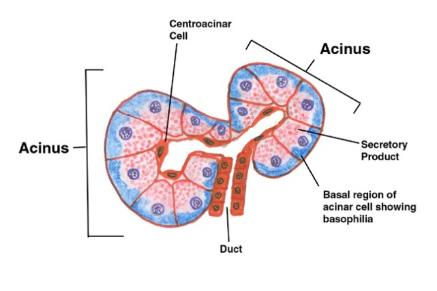 Centroacinar
Cell
Acinus
Acinus
Secretory
Product
Basal region of
acinar cell showing
basophilia
Duct